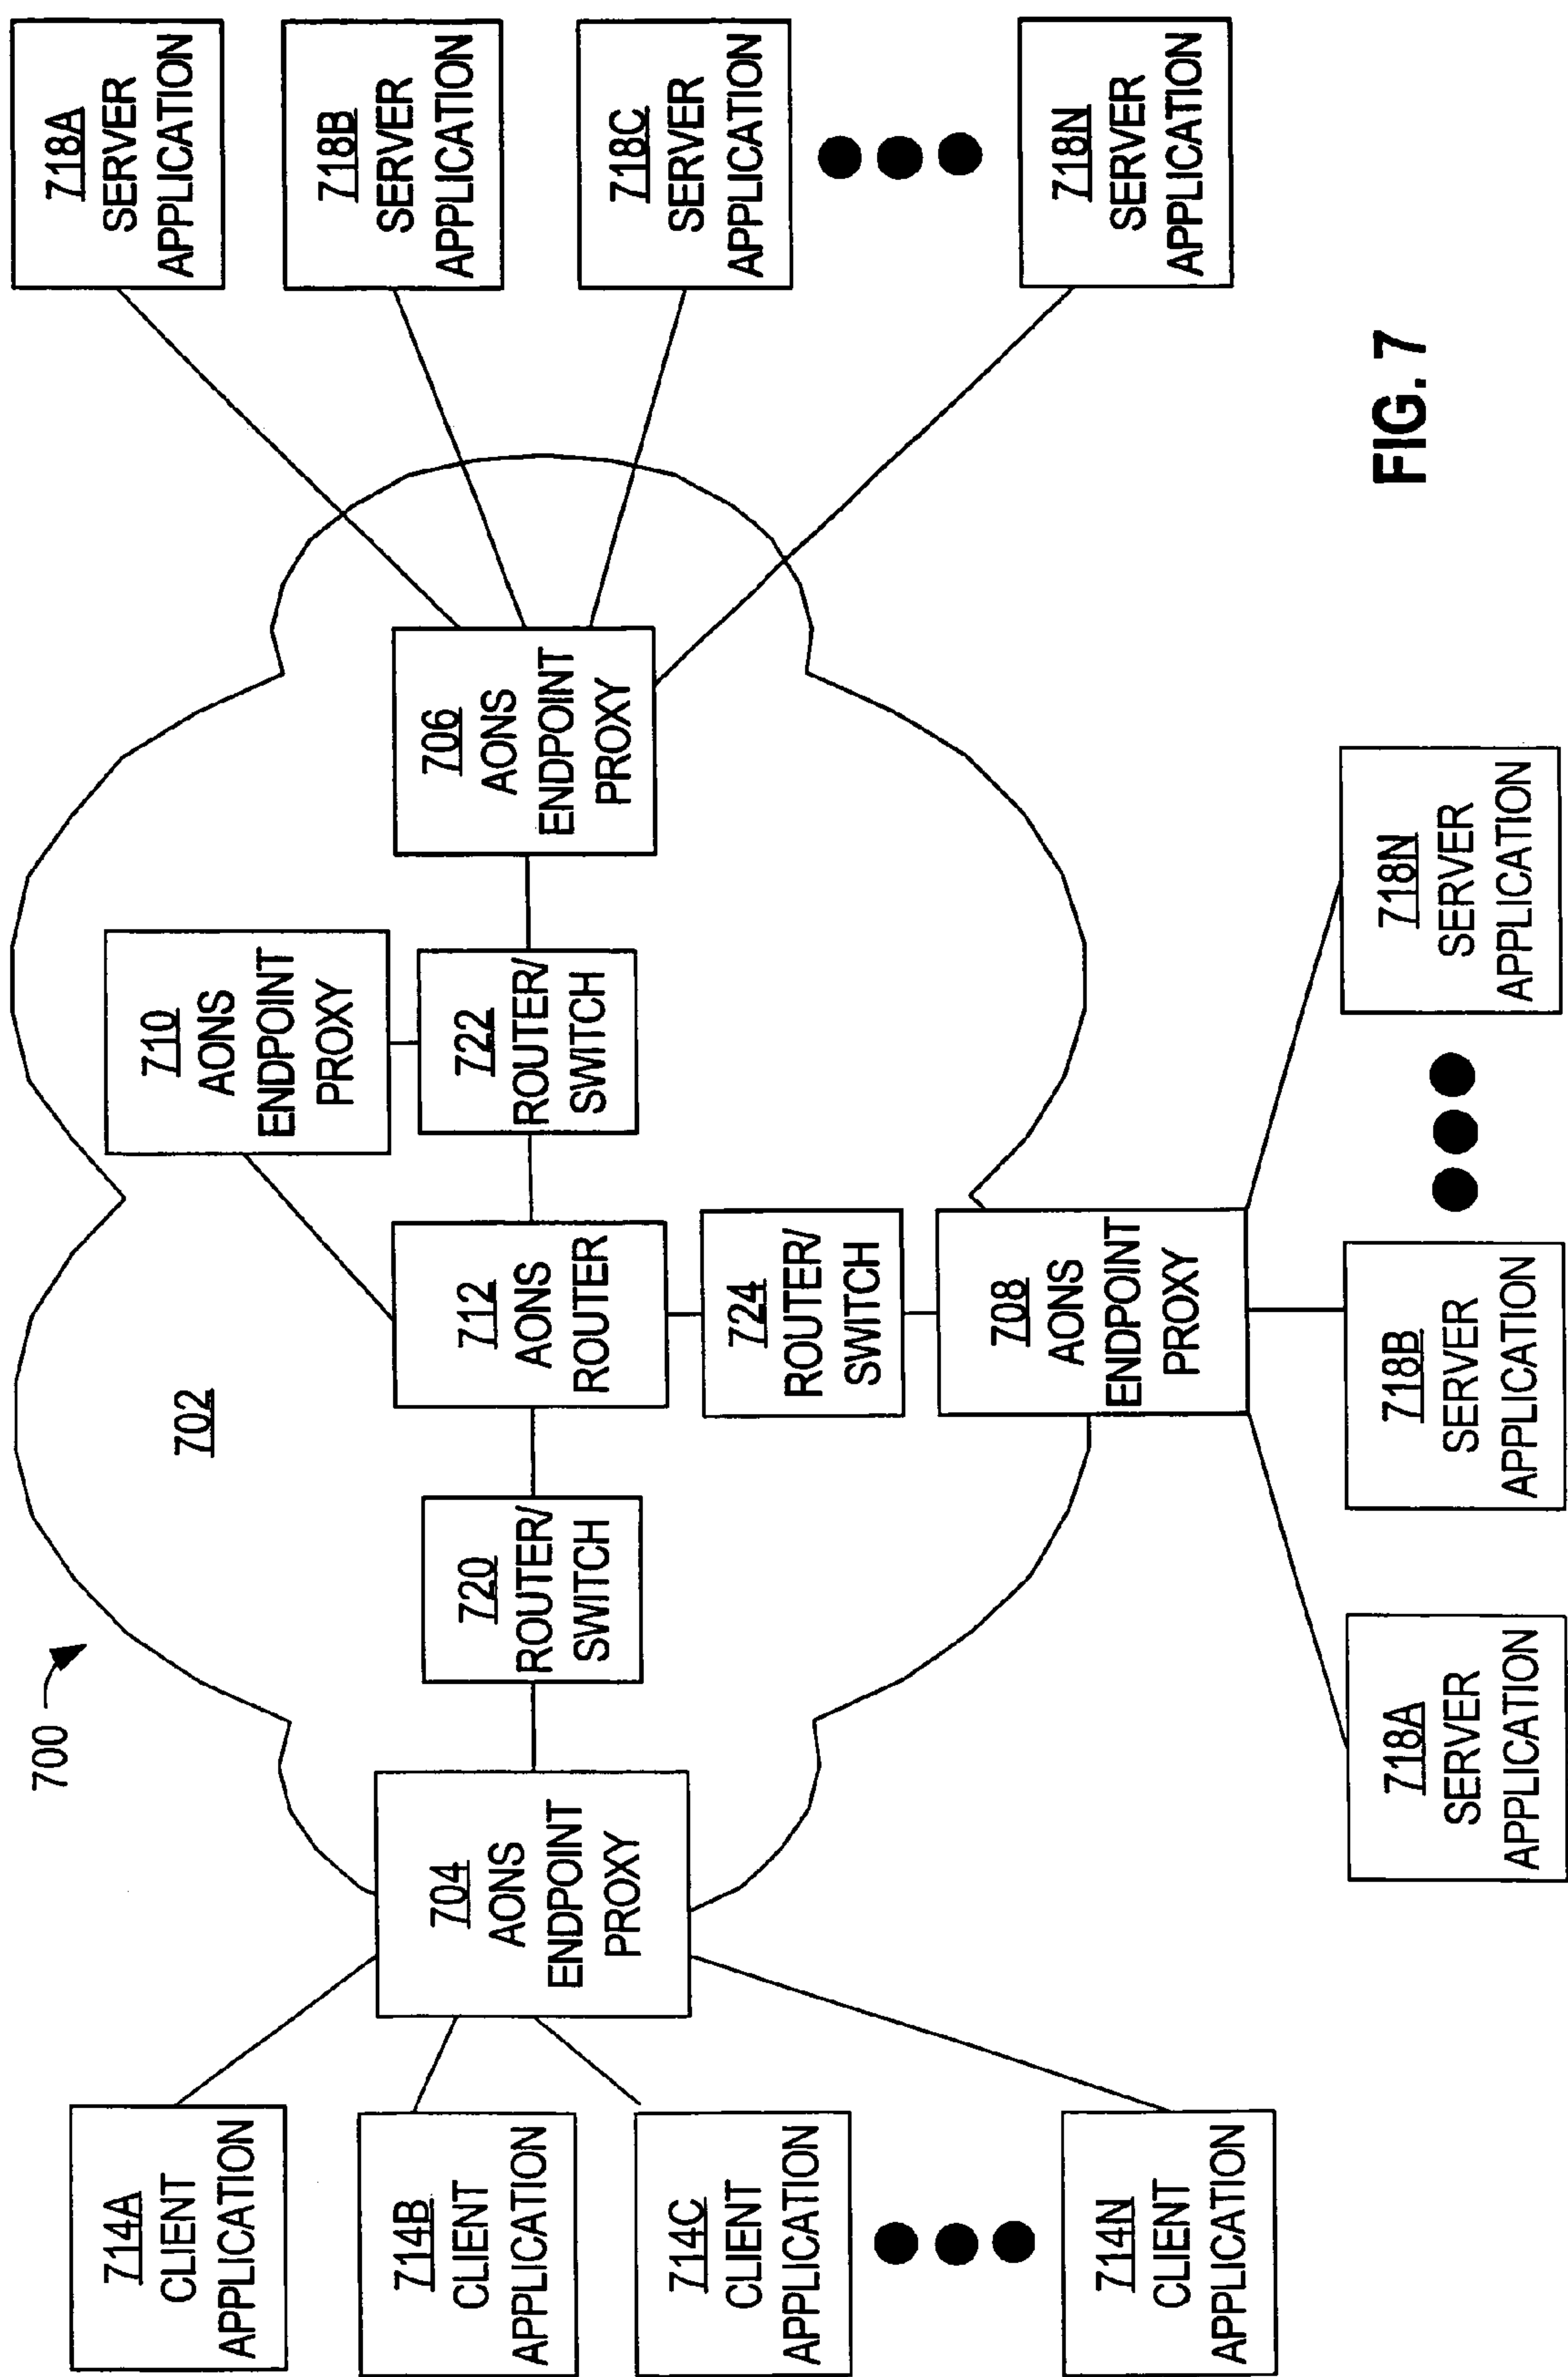 700
702
714A
CLIENT
APPLICATION
714B
CLIENT
APPLICATION
714C
CLIENT
APPLICATION
714N
CLIENT
APPLICATION
704
AONS
ENDPOINT
PROXY
720
ROUTER/
SWITCH
712
AONS
ROUTER
710
AONS
ENDPOINT
PROXY
722
ROUTER/
SWITCH
706
AONS
ENDPOINT
PROXY
724
ROUTER/
SWITCH
708
AONS
ENDPOINT
PROXY
718A
SERVER
APPLICATION
718B
SERVER
APPLICATION
718C
SERVER
APPLICATION
718N
SERVER
APPLICATION
718A
SERVER
APPLICATION
718B
SERVER
APPLICATION
718N
SERVER
APPLICATION
FIG. 7